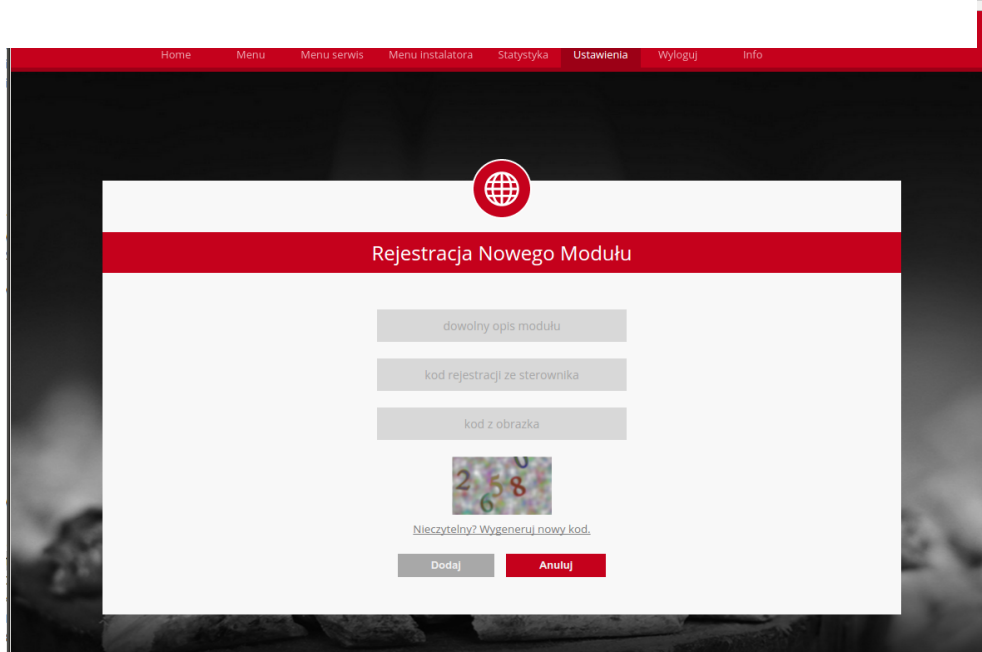 Home Menu Menu serwis Menu instalatora Statystyka Ustawienia Wyloguj Info
Rejestracja Nowego Modułu
dowolny opis modułu
kod rejestracji ze sterownika
kod z obrazka
Nieczytelny? Wygeneruj nowy kod.
Dodaj Anuluj